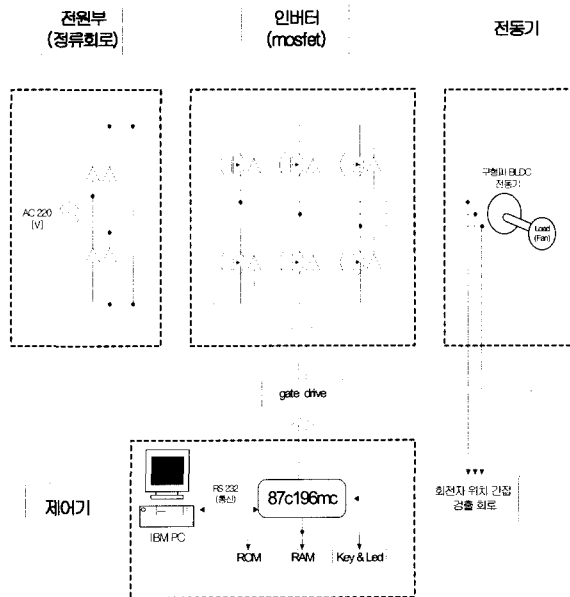 전원부
(정류회로)
인버터
(mosfet)
전동기
AC 220
[V]
구형파 BLDC
전동기
Load
(Fan)
gate drive
제어기
RS 232
(통신)
87c196mc
IBM PC
ROM
RAM
Key & Led
회전자 위치 간접
검출 회로